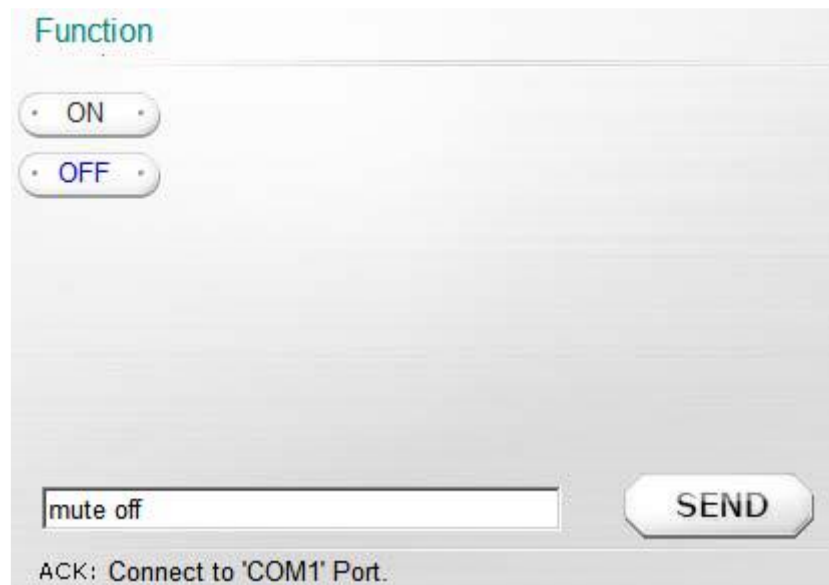 Function
ON
OFF
mute off
SEND
ACK: Connect to 'COM1' Port.